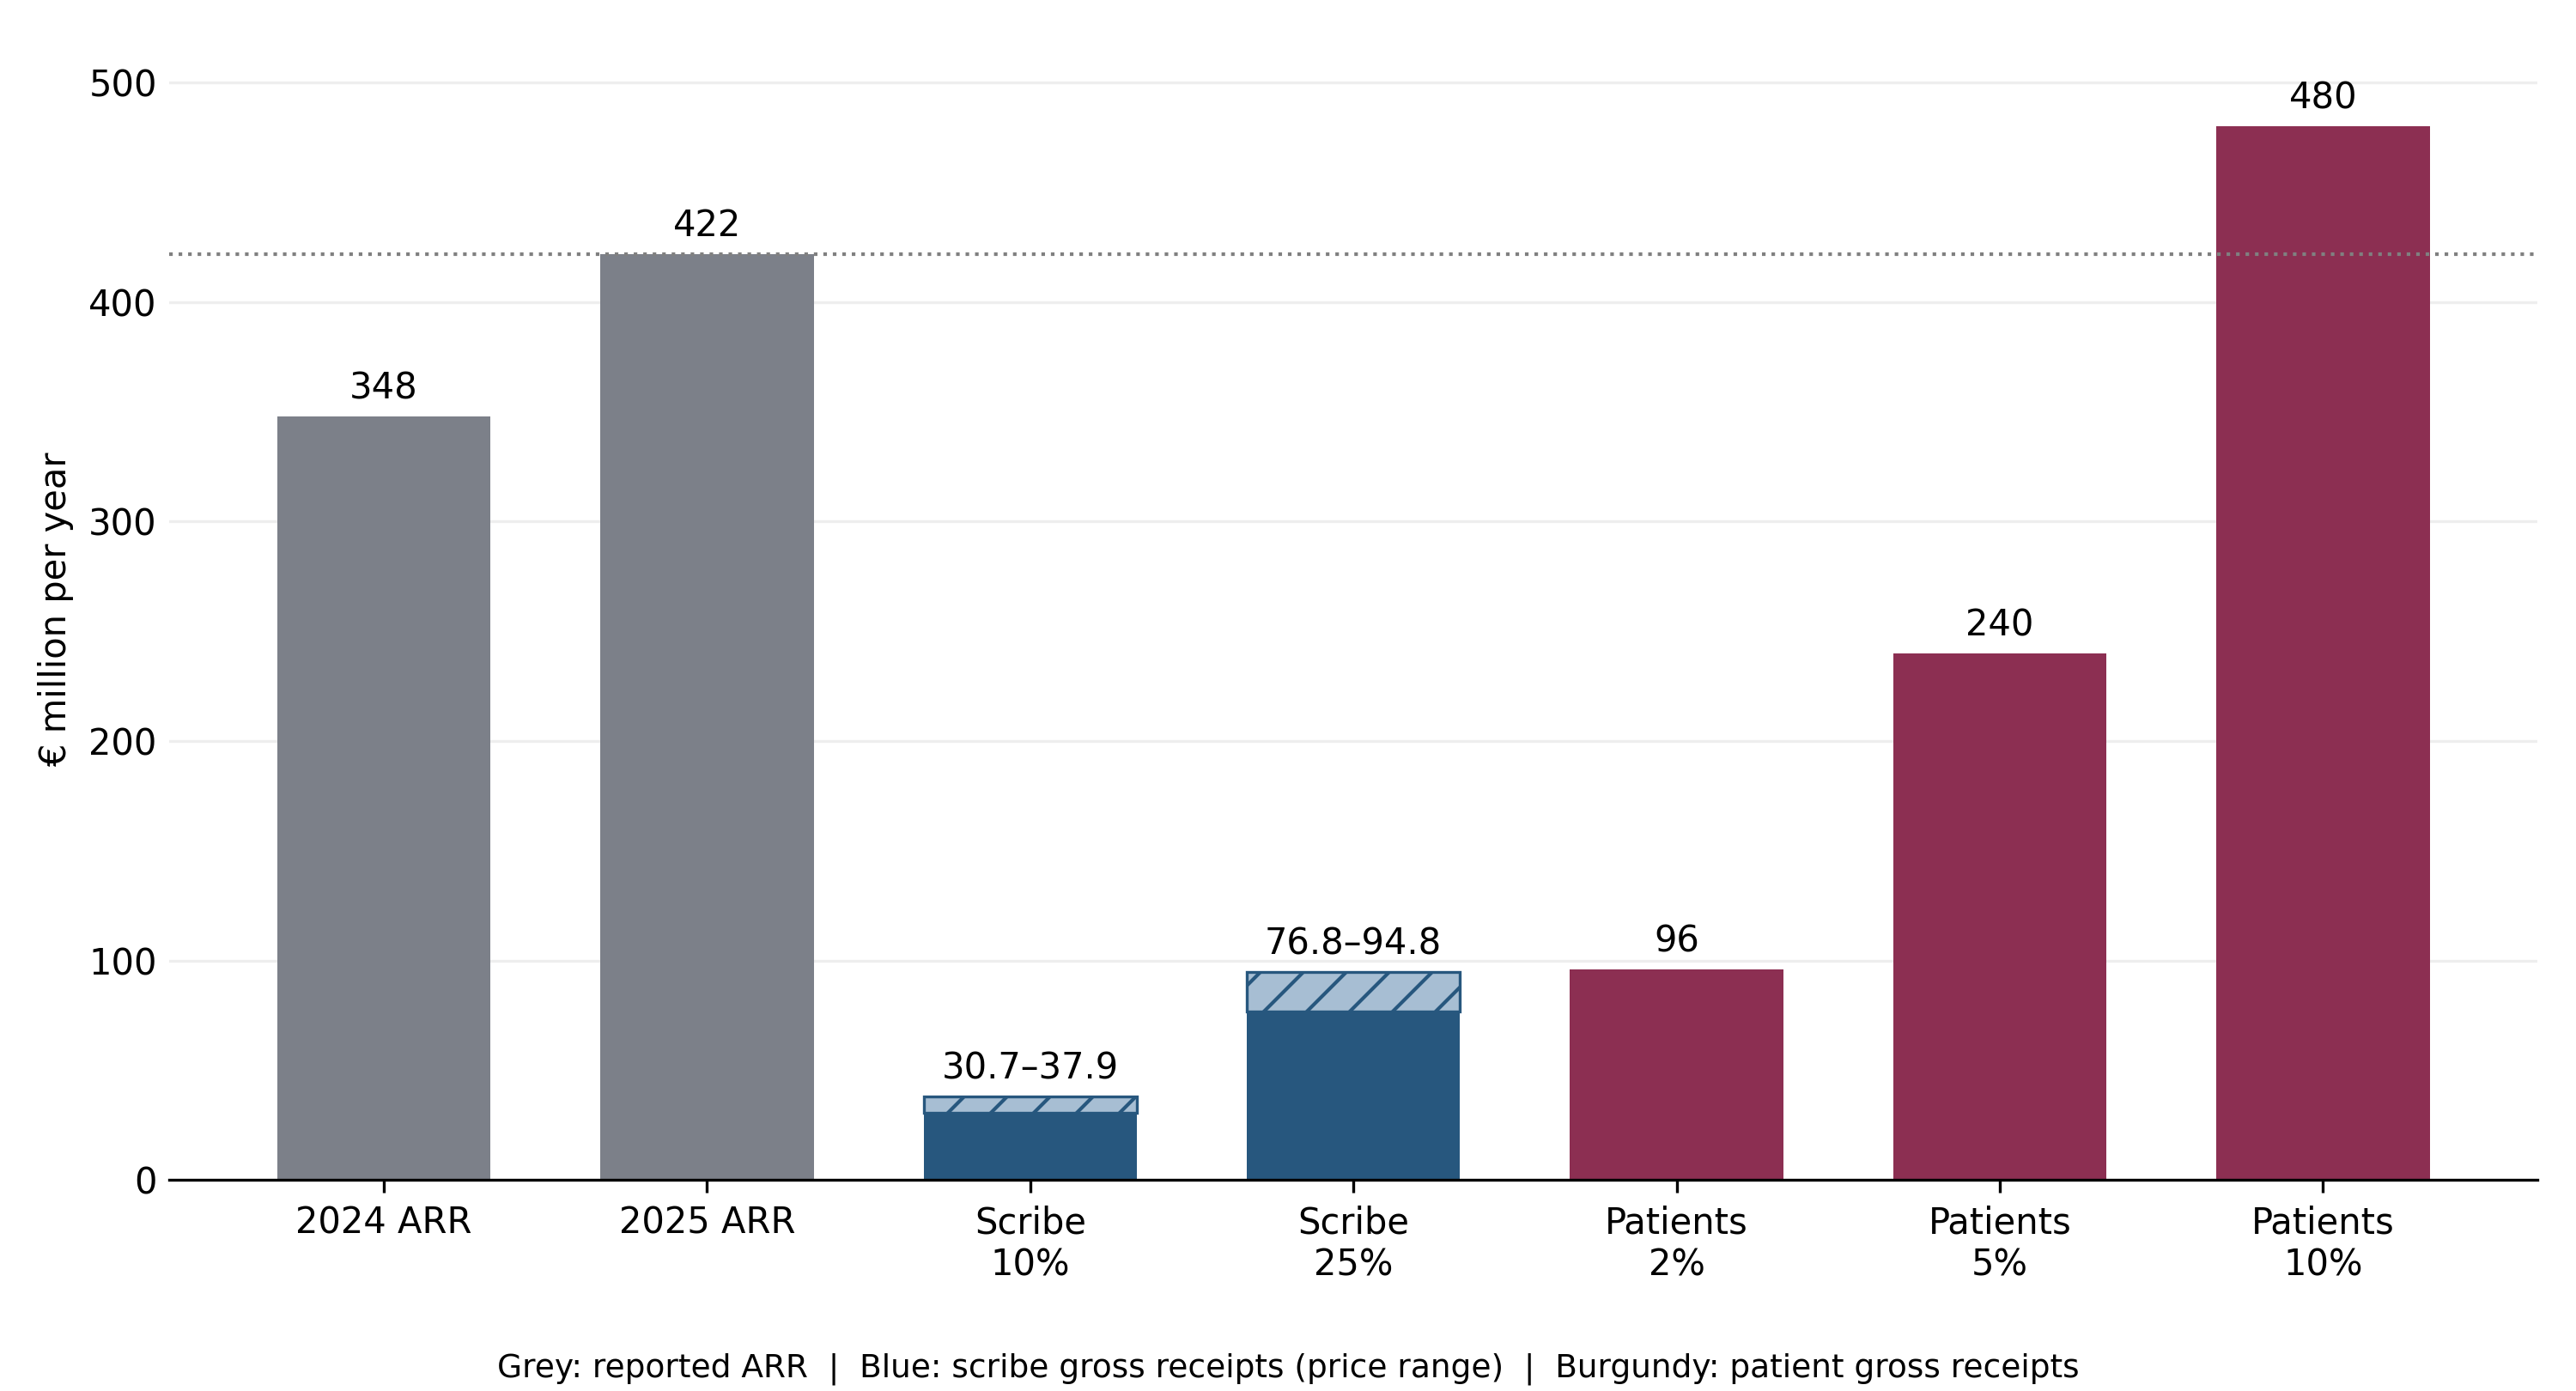 € million per year
500
400
300
200
100
0
348
422
30.7–37.9
76.8–94.8
96
240
480
2024 ARR
2025 ARR
Scribe
10%
Scribe
25%
Patients
2%
Patients
5%
Patients
10%
Grey: reported ARR | Blue: scribe gross receipts (price range) | Burgundy: patient gross receipts